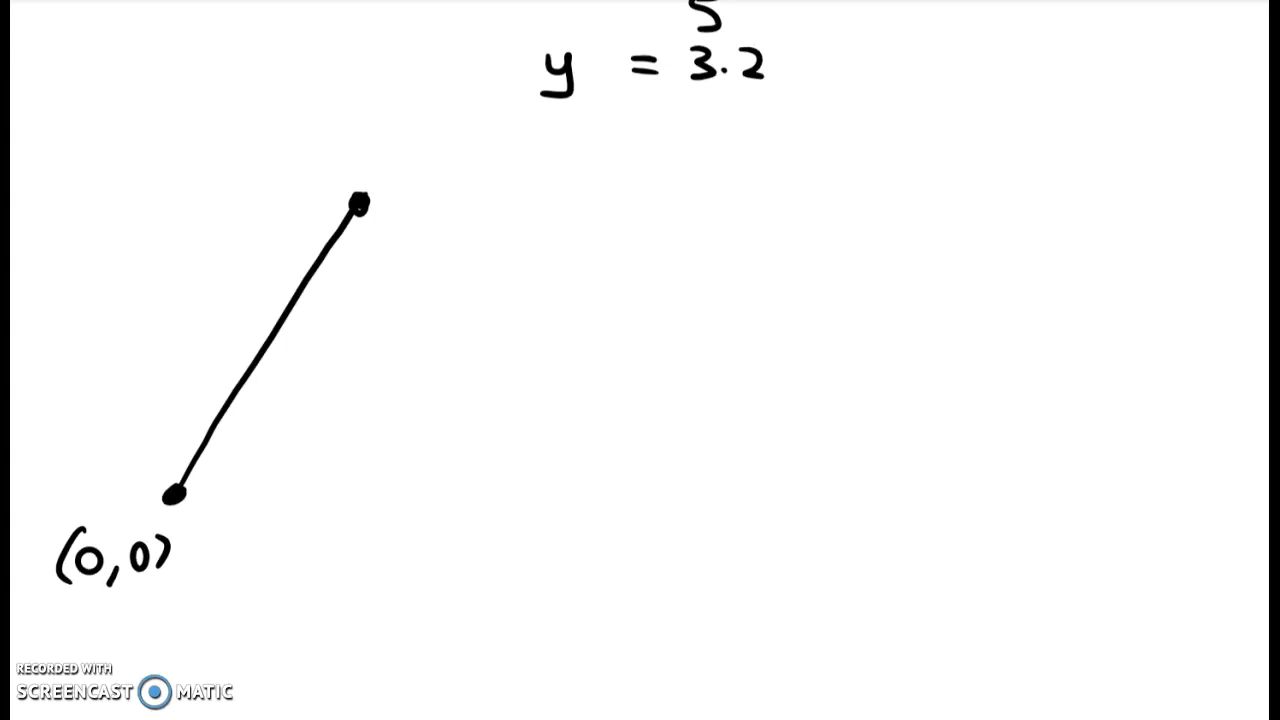 5
y = 3.2
(0,0)
RECORDED WITH
SCREENCAST MATIC